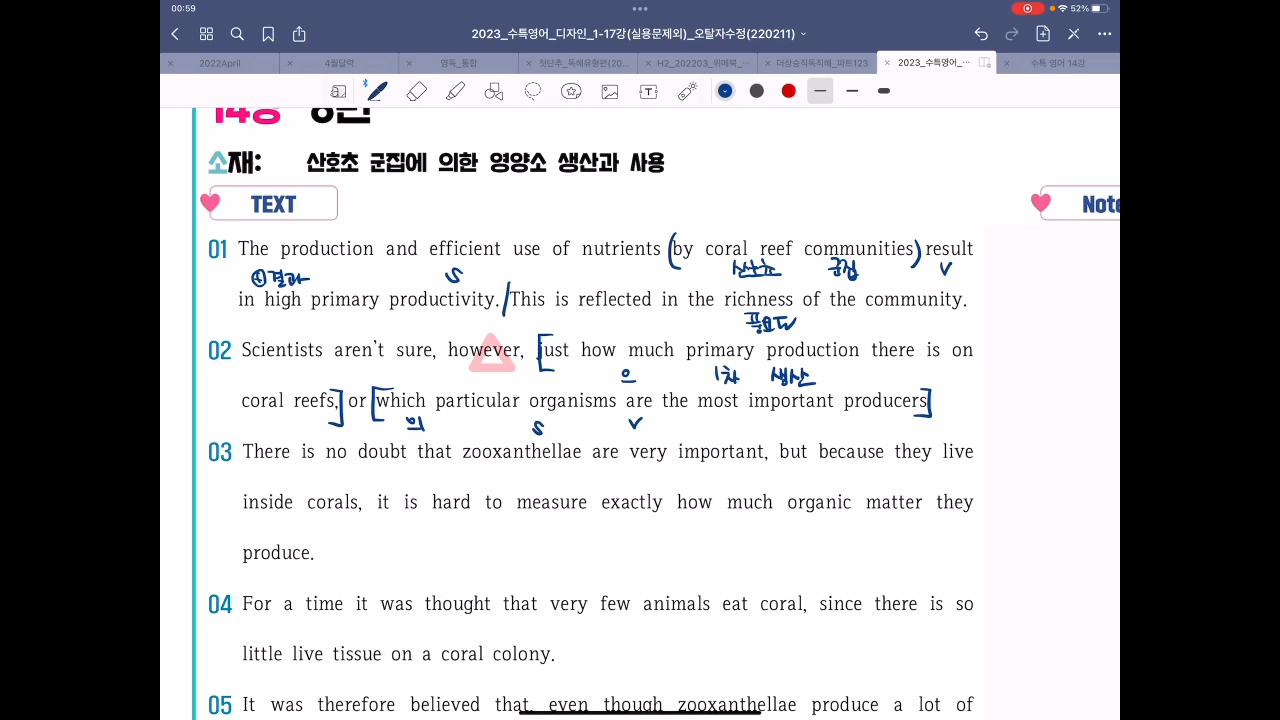 00:59
52%
2023_수특영어_디자인_1-17강(실용문제외)_오탈자수정(220211)
2022April
4월달력
영독_통합
첫단추_독해유형편(20...
H2_202203_위메북_...
더상승직독직해_파트123
2023_수특영어_...
수특 영어 14강
14강
소재: 산호초 군집에 의한 영양소 생산과 사용
TEXT
Note
01 The production and efficient use of nutrients (by coral reef communities) result
결과 S 산호초 군집 V
in high primary productivity. / This is reflected in the richness of the community.
풍요도
02 Scientists aren't sure, however, [just how much primary production there is on
의 1차 생산
coral reefs,] or [which particular organisms are the most important producers]
의 S V
03 There is no doubt that zooxanthellae are very important, but because they live
inside corals, it is hard to measure exactly how much organic matter they
produce.
04 For a time it was thought that very few animals eat coral, since there is so
little live tissue on a coral colony.
05 It was therefore believed that, even though zooxanthellae produce a lot of